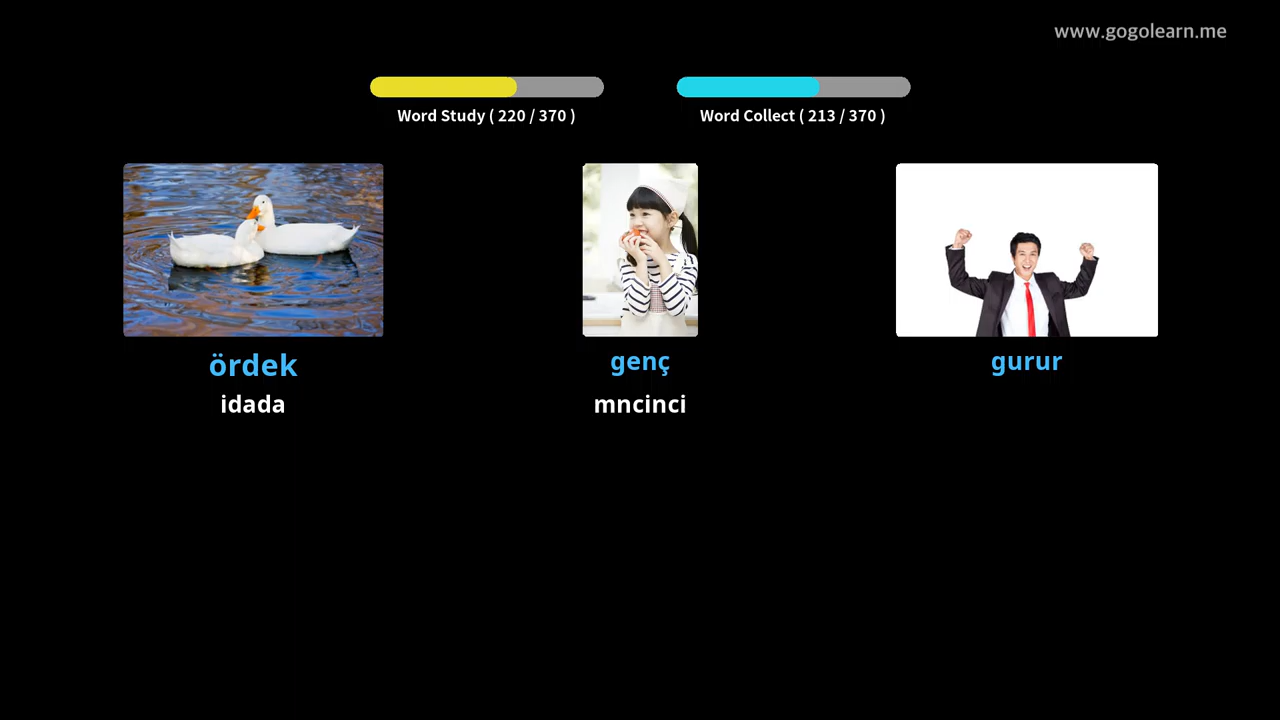 www.gogolearn.me
Word Study ( 220 / 370 )
Word Collect ( 213 / 370 )
ördek
genç
gurur
idada
mncinci